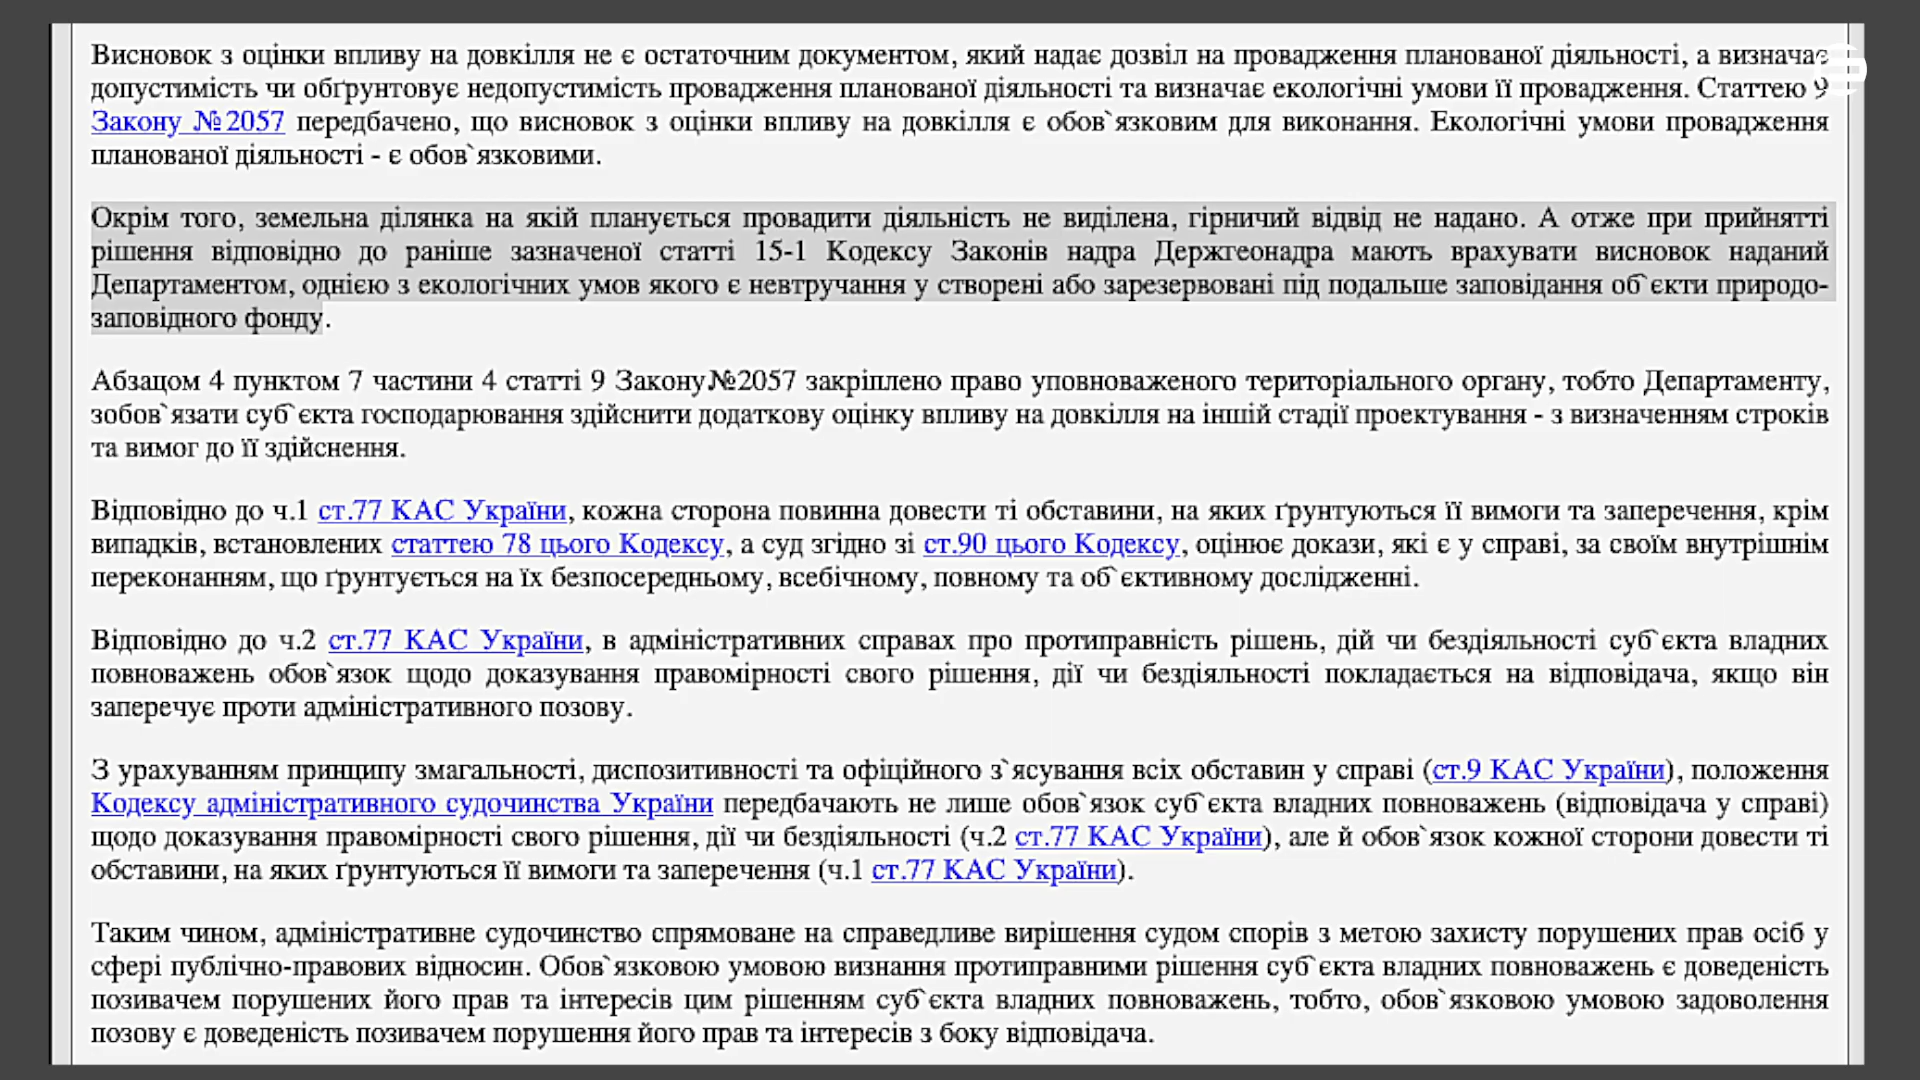 Висновок з оцінки впливу на довкілля не є остаточним документом, який надає дозвіл на провадження планованої діяльності, а визначає
допустимість чи обґрунтовує недопустимість провадження планованої діяльності та визначає екологічні умови її провадження. Статтею 9
Закону №2057 передбачено, що висновок з оцінки впливу на довкілля є обов`язковим для виконання. Екологічні умови провадження
планованої діяльності - є обов`язковими.
Окрім того, земельна ділянка на якій планується провадити діяльність не виділена, гірничий відвід не надано. А отже при прийнятті
рішення відповідно до раніше зазначеної статті 15-1 Кодексу Законів надра Держгеонадра мають врахувати висновок наданий
Департаментом, однією з екологічних умов якого є невтручання у створені або зарезервовані під подальше заповідання об`єкти природо-
заповідного фонду.
Абзацом 4 пунктом 7 частини 4 статті 9 Закону№2057 закріплено право уповноваженого територіального органу, тобто Департаменту,
зобов`язати суб`єкта господарювання здійснити додаткову оцінку впливу на довкілля на іншій стадії проектування - з визначенням строків
та вимог до її здійснення.
Відповідно до ч.1 ст.77 КАС України, кожна сторона повинна довести ті обставини, на яких ґрунтуються її вимоги та заперечення, крім
випадків, встановлених статтею 78 цього Кодексу, а суд згідно зі ст.90 цього Кодексу, оцінює докази, які є у справі, за своїм внутрішнім
переконанням, що ґрунтується на їх безпосередньому, всебічному, повному та об`єктивному дослідженні.
Відповідно до ч.2 ст.77 КАС України, в адміністративних справах про протиправність рішень, дій чи бездіяльності суб`єкта владних
повноважень обов`язок щодо доказування правомірності свого рішення, дії чи бездіяльності покладається на відповідача, якщо він
заперечує проти адміністративного позову.
З урахуванням принципу змагальності, диспозитивності та офіційного з`ясування всіх обставин у справі (ст.9 КАС України), положення
Кодексу адміністративного судочинства України передбачають не лише обов`язок суб`єкта владних повноважень (відповідача у справі)
щодо доказування правомірності свого рішення, дії чи бездіяльності (ч.2 ст.77 КАС України), але й обов`язок кожної сторони довести ті
обставини, на яких ґрунтуються її вимоги та заперечення (ч.1 ст.77 КАС України).
Таким чином, адміністративне судочинство спрямоване на справедливе вирішення судом спорів з метою захисту порушених прав осіб у
сфері публічно-правових відносин. Обов`язковою умовою визнання протиправними рішення суб`єкта владних повноважень є доведеність
позивачем порушених його прав та інтересів цим рішенням суб`єкта владних повноважень, тобто, обов`язковою умовою задоволення
позову є доведеність позивачем порушення його прав та інтересів з боку відповідача.